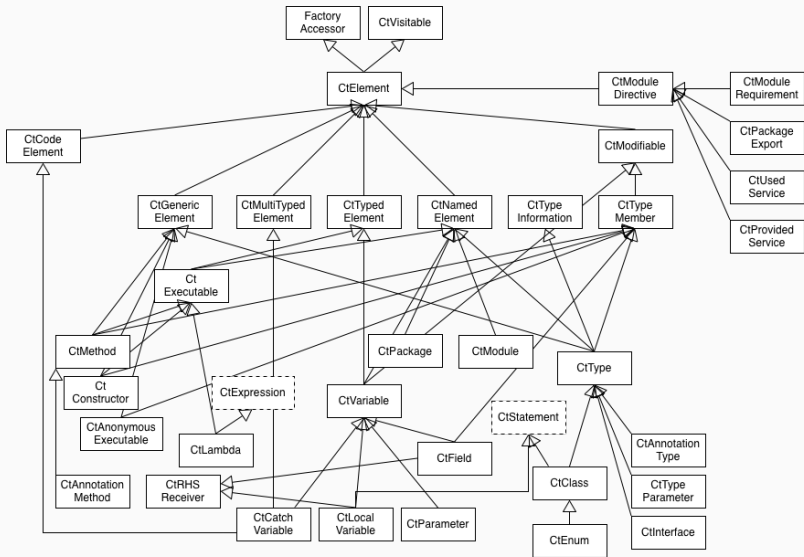 Factory
Accessor
CtVisitable
CtElement
CtModule
Directive
CtModule
Requirement
CtCode
Element
CtModifiable
CtPackage
Export
CtUsed
Service
CtGeneric
Element
CtMultiTyped
Element
CtTyped
Element
CtNamed
Element
CtType
Information
CtType
Member
CtProvided
Service
Ct
Executable
CtMethod
CtPackage
CtModule
CtType
Ct
Constructor
CtExpression
CtVariable
CtStatement
CtAnonymous
Executable
CtLambda
CtField
CtAnnotation
Type
CtAnnotation
Method
CtRHS
Receiver
CtClass
CtType
Parameter
CtCatch
Variable
CtLocal
Variable
CtParameter
CtEnum
CtInterface